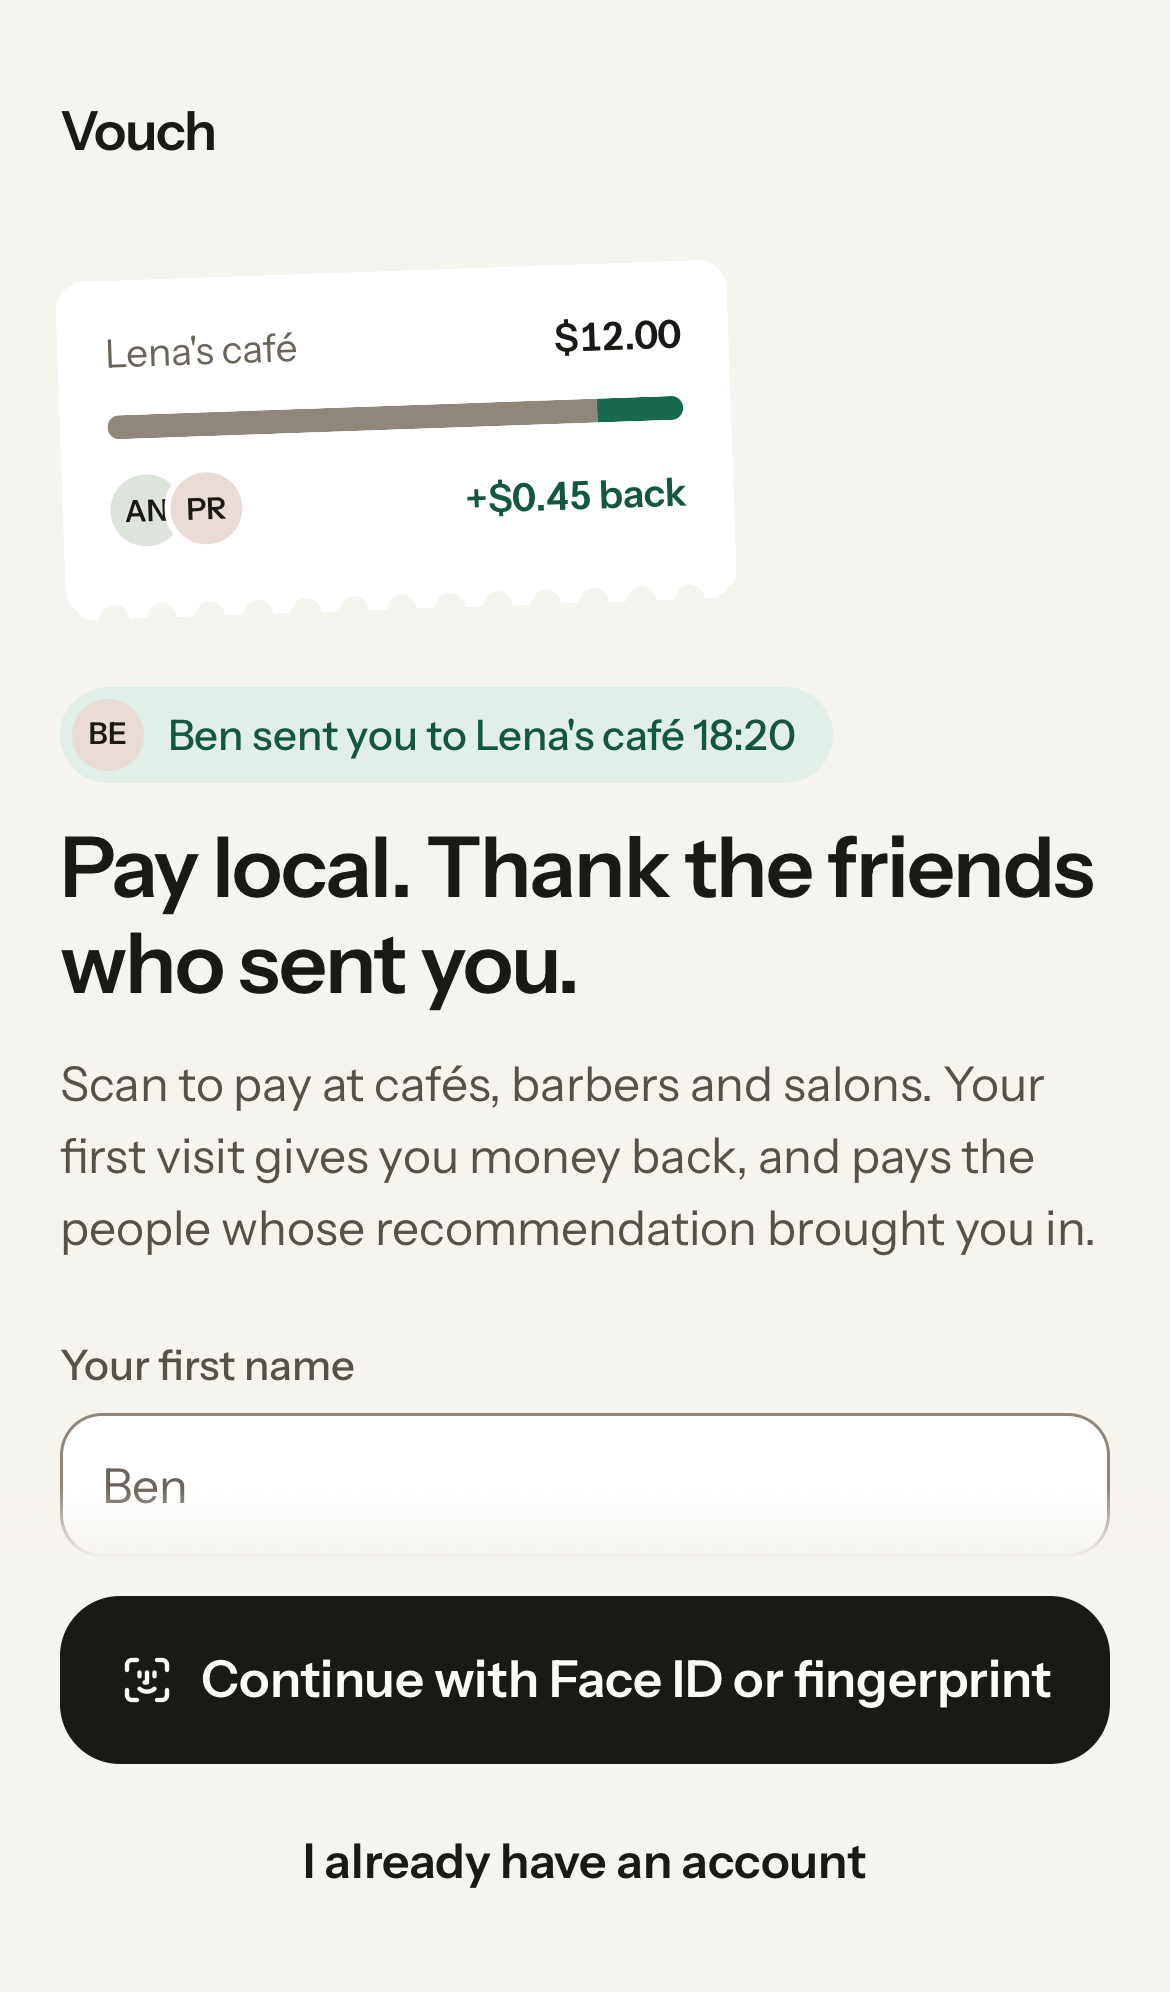 Vouch
Lena's café $12.00
AN PR +$0.45 back
BE Ben sent you to Lena's café 18:20
Pay local. Thank the friends
who sent you.
Scan to pay at cafés, barbers and salons. Your
first visit gives you money back, and pays the
people whose recommendation brought you in.
Your first name
Ben
Continue with Face ID or fingerprint
I already have an account